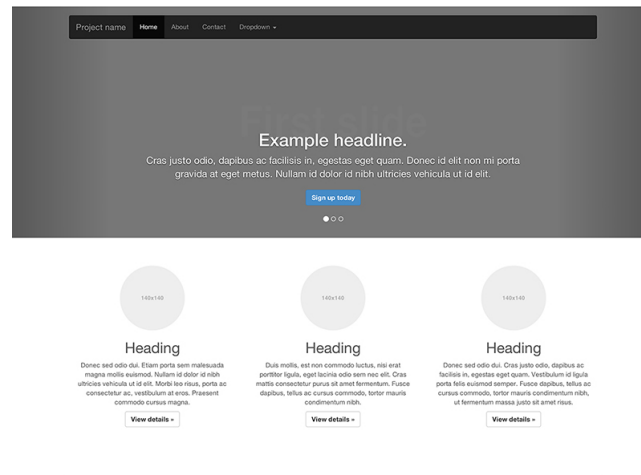 Project name Home About Contact Dropdown
First slide
Example headline.
Cras justo odio, dapibus ac facilisis in, egestas eget quam. Donec id elit non mi porta
gravida at eget metus. Nullam id dolor id nibh ultricies vehicula ut id elit.
Sign up today
140x140
Heading
Donec sed odio dui. Etiam porta sem malesuada
magna mollis euismod. Nullam id dolor id nibh
ultricies vehicula ut id elit. Morbi leo risus, porta ac
consectetur ac, vestibulum at eros. Praesent
commodo cursus magna.
View details »
140x140
Heading
Duis mollis, est non commodo luctus, nisi erat
porttitor ligula, eget lacinia odio sem nec elit. Cras
mattis consectetur purus sit amet fermentum. Fusce
dapibus, tellus ac cursus commodo, tortor mauris
condimentum nibh.
View details »
140x140
Heading
Donec sed odio dui. Cras justo odio, dapibus ac
facilisis in, egestas eget quam. Vestibulum id ligula
porta felis euismod semper. Fusce dapibus, tellus ac
cursus commodo, tortor mauris condimentum nibh,
ut fermentum massa justo sit amet risus.
View details »